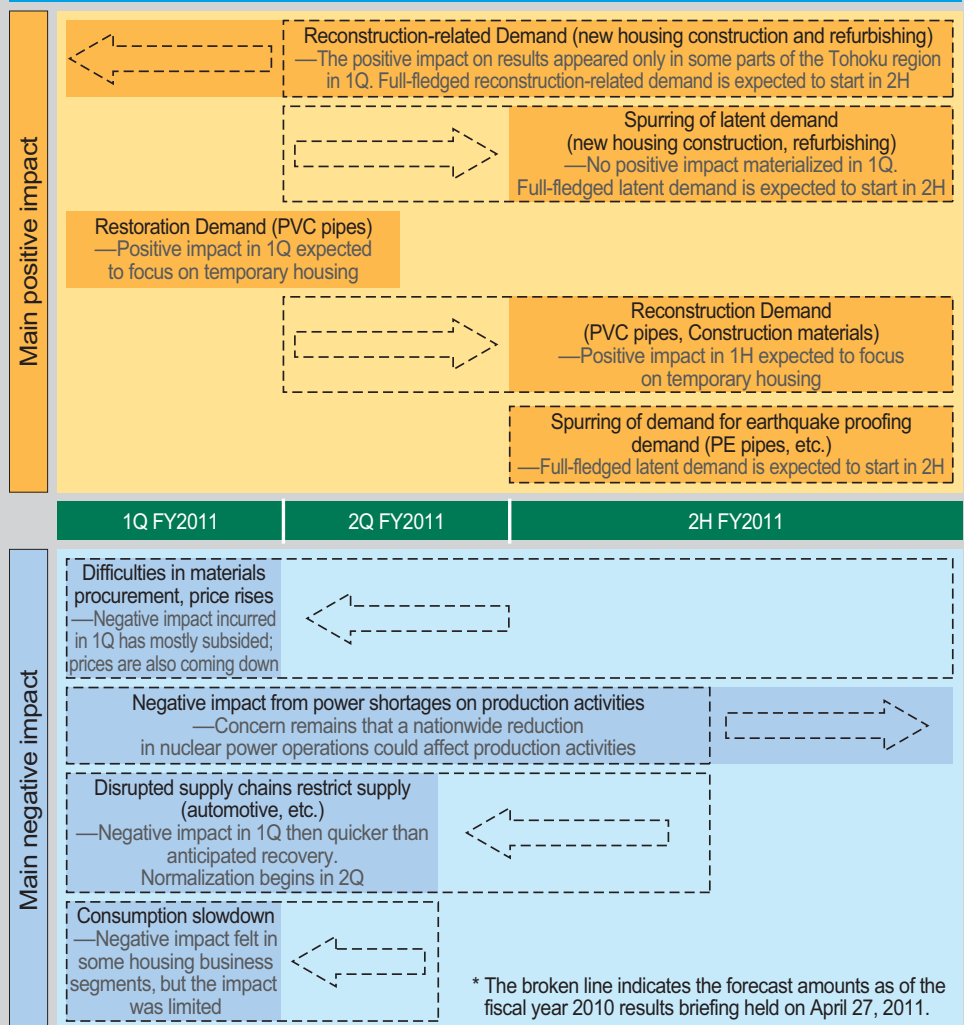 Main positive impact
Reconstruction-related Demand (new housing construction and refurbishing)
—The positive impact on results appeared only in some parts of the Tohoku region
in 1Q. Full-fledged reconstruction-related demand is expected to start in 2H
Spurring of latent demand
(new housing construction, refurbishing)
—No positive impact materialized in 1Q.
Full-fledged latent demand is expected to start in 2H
Restoration Demand (PVC pipes)
—Positive impact in 1Q expected
to focus on temporary housing
Reconstruction Demand
(PVC pipes, Construction materials)
—Positive impact in 1H expected to focus
on temporary housing
Spurring of demand for earthquake proofing
demand (PE pipes, etc.)
—Full-fledged latent demand is expected to start in 2H
1Q FY2011
2Q FY2011
2H FY2011
Main negative impact
Difficulties in materials
procurement, price rises
—Negative impact incurred
in 1Q has mostly subsided;
prices are also coming down
Negative impact from power shortages on production activities
—Concern remains that a nationwide reduction
in nuclear power operations could affect production activities
Disrupted supply chains restrict supply
(automotive, etc.)
—Negative impact in 1Q then quicker than
anticipated recovery.
Normalization begins in 2Q
Consumption slowdown
—Negative impact felt in
some housing business
segments, but the impact
was limited
* The broken line indicates the forecast amounts as of the
fiscal year 2010 results briefing held on April 27, 2011.